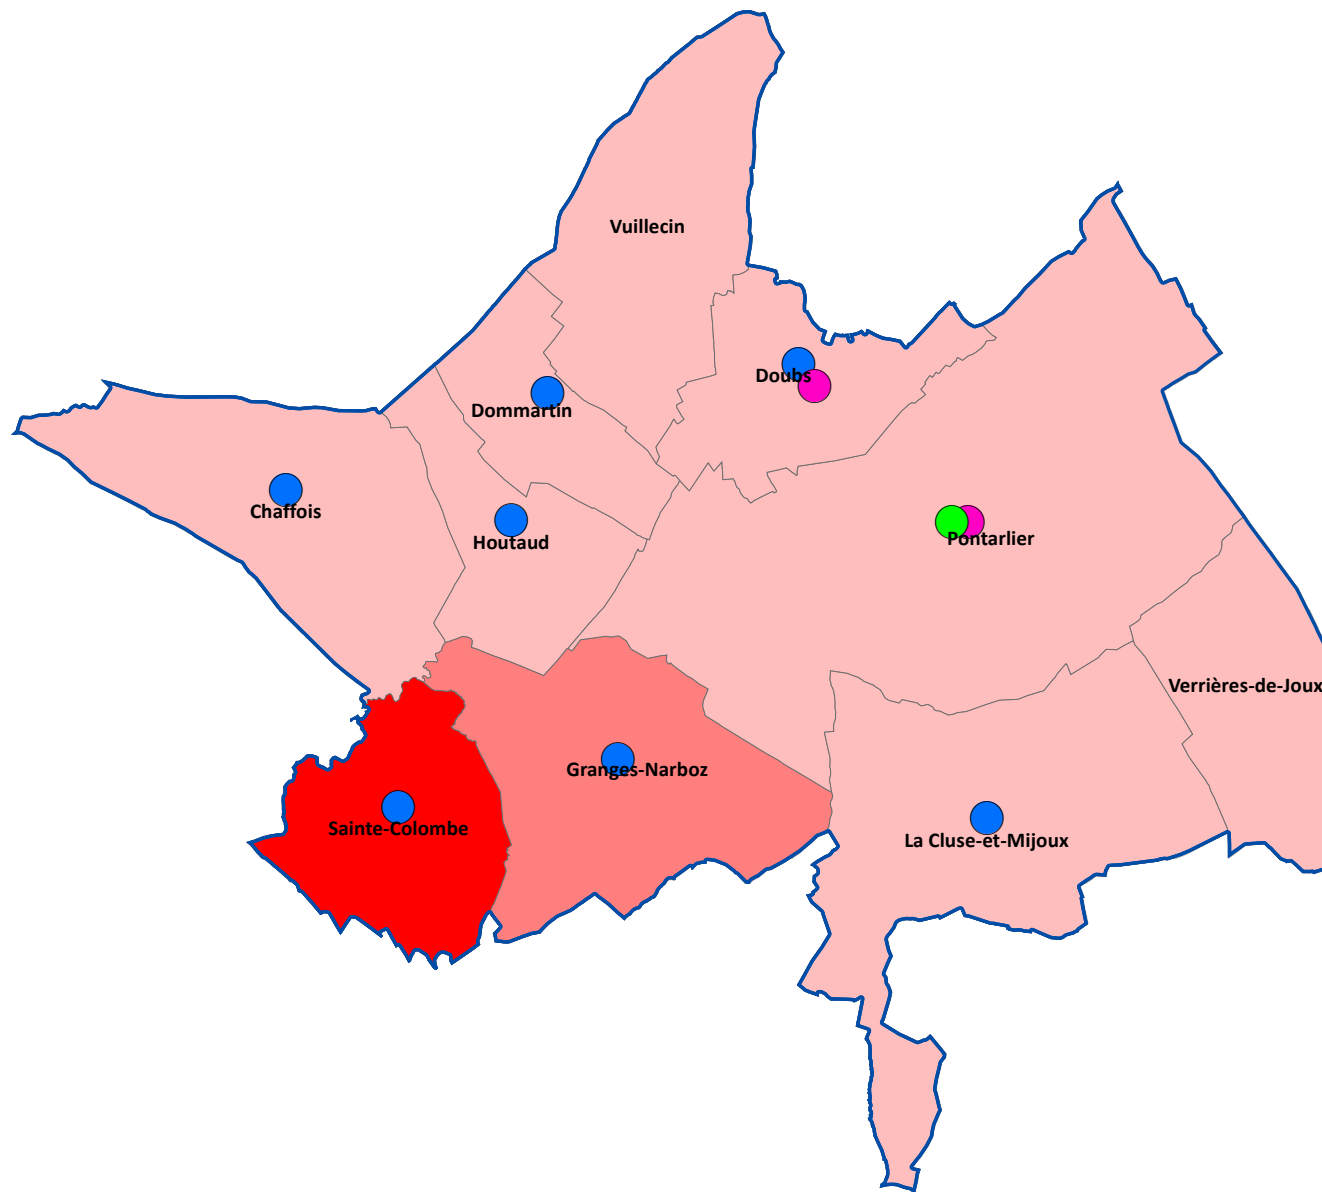 Vuillecin
Doubs
Dommartin
Chaffois
Houtaud
Pontarlier
Verrières-de-Joux
Granges-Narboz
Sainte-Colombe
La Cluse-et-Mijoux